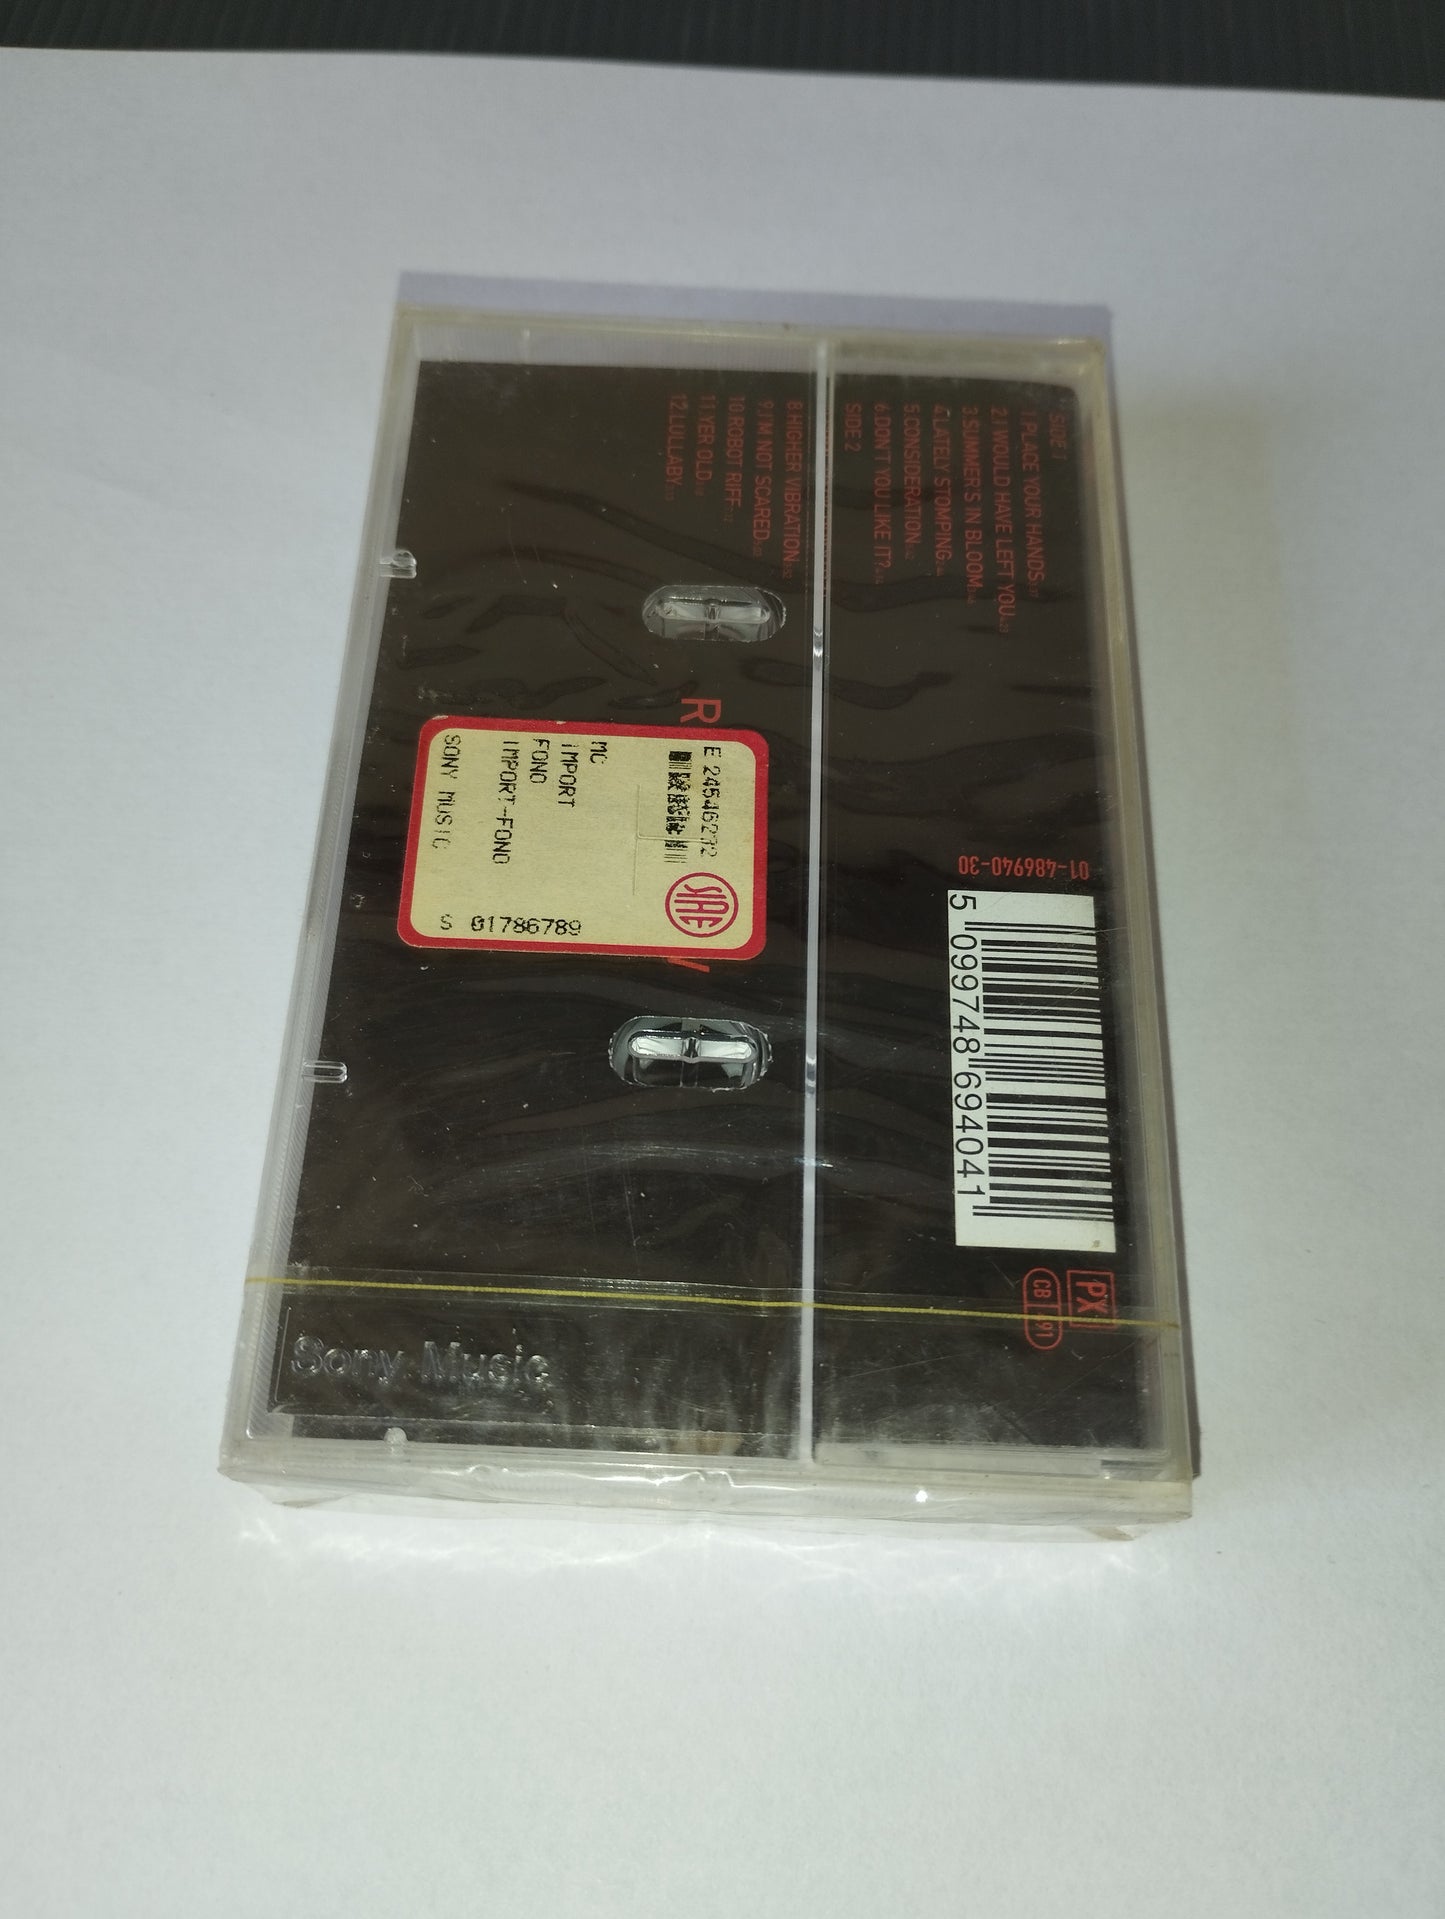 SIDE 1
1.PLACE YOUR HANDS
2.I WOULD HAVE LEFT YOU
3.SUMMER'S IN BLOOM
4.LATELY STOMPING
5.CONSIDERATION
6.DON'T YOU LIKE IT?
SIDE 2
8.HIGHER VIBRATION
9.I'M NOT SCARED
10.ROBOT RIFF
11.YER OLD
12.LULLABY
R
E 24546272
MC
IMPORT
FONO
IMPORT-FONO
SONY MUSIC
SIAE
S 01786789
01-486940-30
5 099748 694041
PX
CB 491
Sony Music